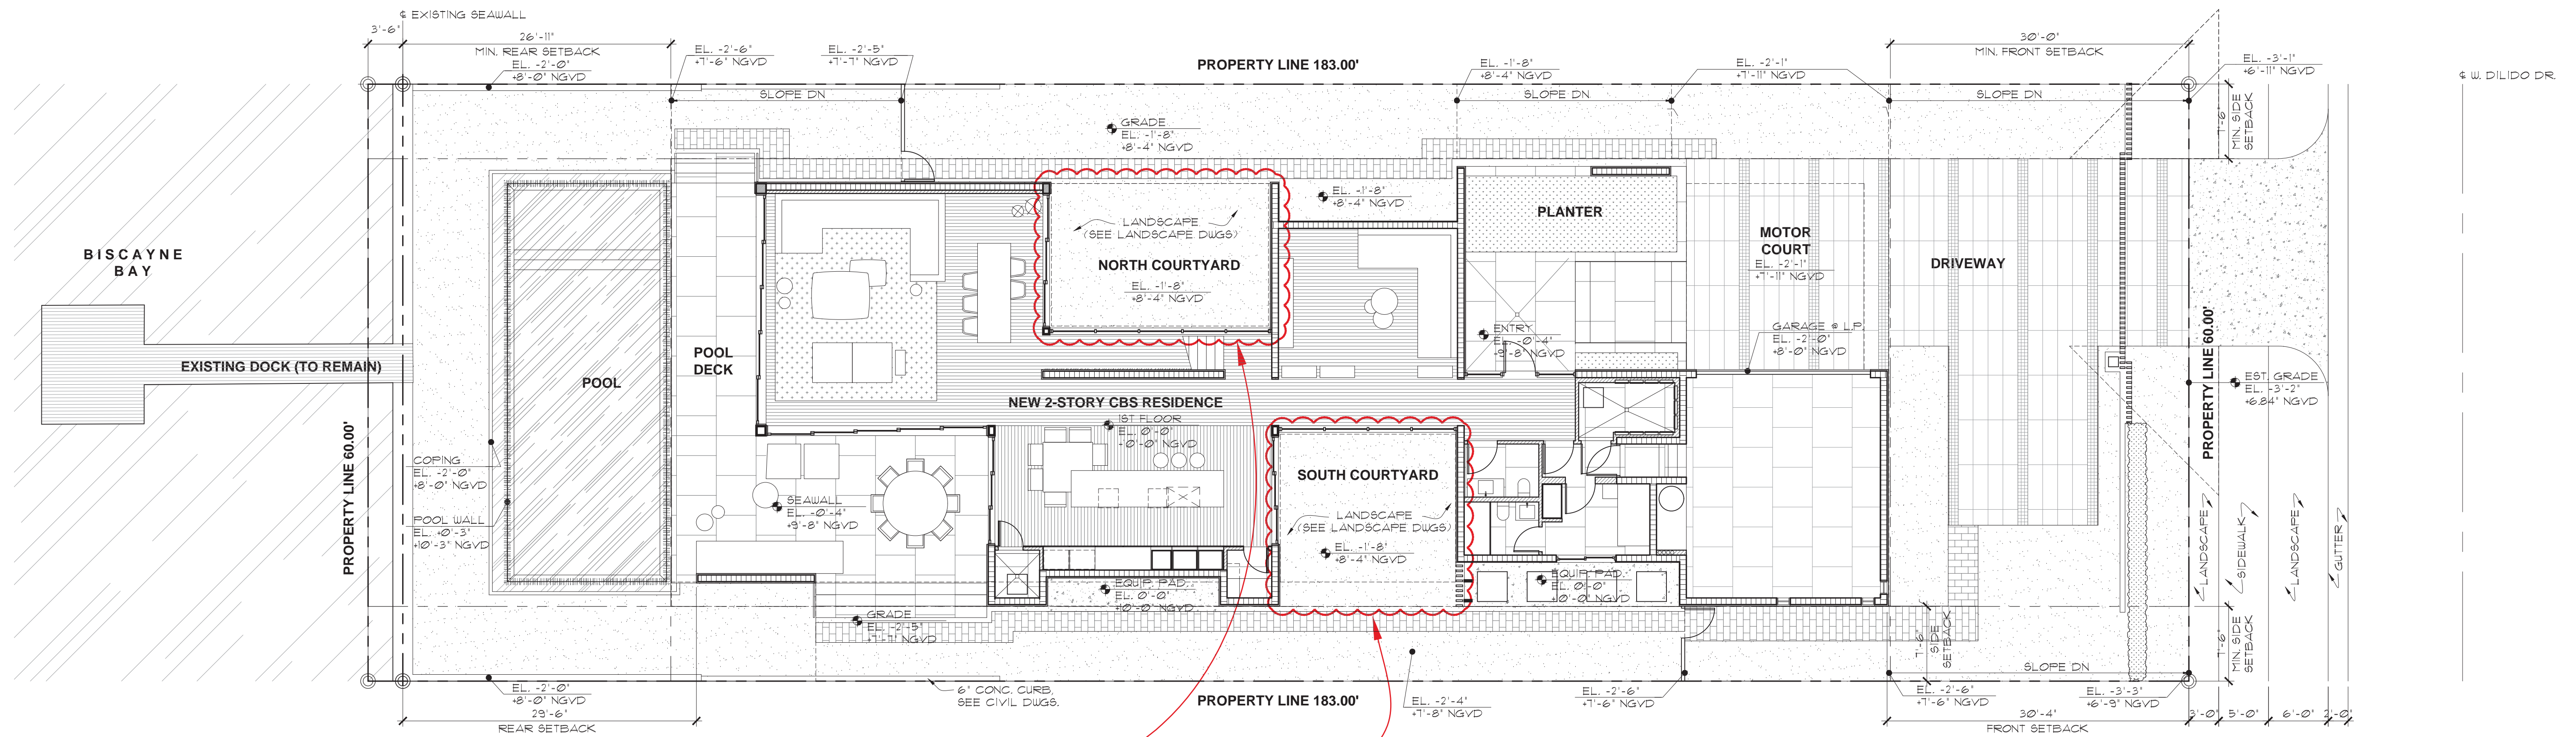 ℄ EXISTING SEAWALL
3'-6"
26'-11"
MIN. REAR SETBACK
EL. -2'-0"
+8'-0" NGVD
EL. -2'-6"
+7'-6" NGVD
EL. -2'-5"
+7'-7" NGVD
SLOPE DN
PROPERTY LINE 183.00'
EL. -1'-8"
+8'-4" NGVD
SLOPE DN
EL. -2'-1"
+7'-11" NGVD
30'-0"
MIN. FRONT SETBACK
SLOPE DN
EL. -3'-1"
+6'-11" NGVD
℄ W. DILIDO DR.
7'-6"
MIN. SIDE
SETBACK
GRADE
EL. -1'-8"
+8'-4" NGVD
EL. -1'-8"
+8'-4" NGVD
LANDSCAPE
(SEE LANDSCAPE DWGS)
NORTH COURTYARD
EL. -1'-8"
+8'-4" NGVD
PLANTER
MOTOR
COURT
EL. -2'-1"
+7'-11" NGVD
DRIVEWAY
BISCAYNE
BAY
EXISTING DOCK (TO REMAIN)
POOL
POOL
DECK
ENTRY
EL. -0'-4"
+9'-8" NGVD
GARAGE @ L.P.
EL. -2'-0"
+8'-0" NGVD
PROPERTY LINE 60.00'
EST. GRADE
EL. -3'-2"
+6.84" NGVD
NEW 2-STORY CBS RESIDENCE
1ST FLOOR
EL. 0'-0"
+10'-0" NGVD
PROPERTY LINE 60.00'
COPING
EL. -2'-0"
+8'-0" NGVD
POOL WALL
EL. +0'-3"
+10'-3" NGVD
SEAWALL
EL. -0'-4"
+9'-8" NGVD
SOUTH COURTYARD
LANDSCAPE
(SEE LANDSCAPE DWGS)
EL. -1'-8"
+8'-4" NGVD
EQUIP. PAD.
EL. 0'-0"
+10'-0" NGVD
EQUIP. PAD.
EL. 0'-0"
+10'-0" NGVD
LANDSCAPE
SIDEWALK
LANDSCAPE
GUTTER
GRADE
EL. -2'-5"
+7'-7" NGVD
7'-6"
SIDE
SETBACK
7'-6"
MIN. SIDE
SETBACK
SLOPE DN
EL. -2'-0"
+8'-0" NGVD
29'-6"
REAR SETBACK
6" CONC. CURB,
SEE CIVIL DWGS.
PROPERTY LINE 183.00'
EL. -2'-4"
+7'-8" NGVD
EL. -2'-6"
+7'-6" NGVD
EL. -2'-6"
+7'-6" NGVD
EL. -3'-3"
+6'-9" NGVD
30'-4"
FRONT SETBACK
3'-0"
5'-0"
6'-0"
2'-0"